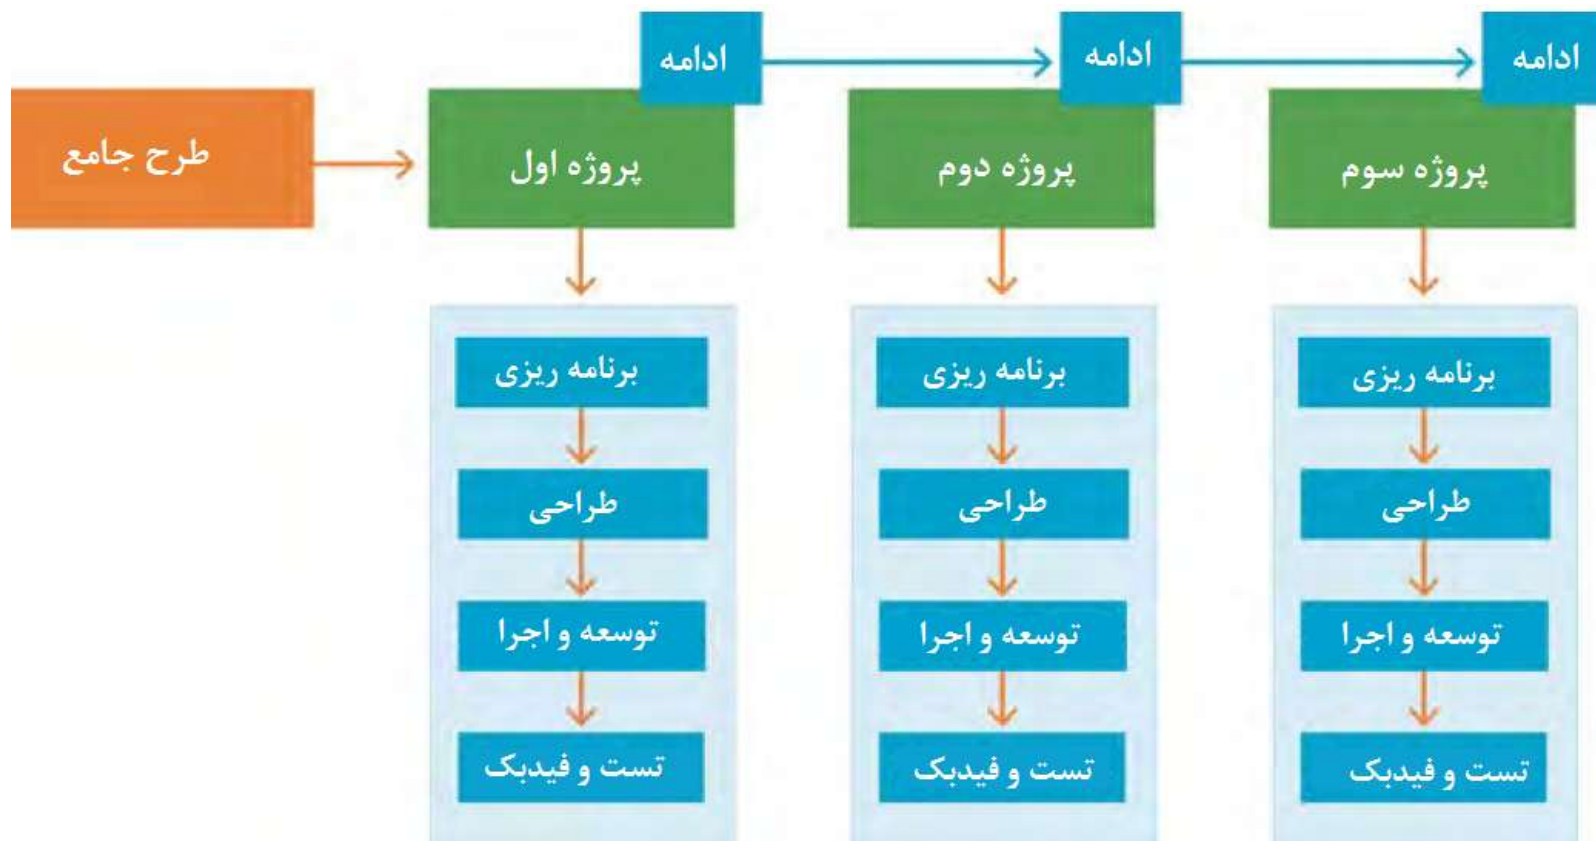 ادامه
ادامه
ادامه
طرح جامع
پروژه اول
پروژه دوم
پروژه سوم
برنامه ریزی
برنامه ریزی
برنامه ریزی
طراحی
طراحی
طراحی
توسعه و اجرا
توسعه و اجرا
توسعه و اجرا
تست و فیدبک
تست و فیدبک
تست و فیدبک